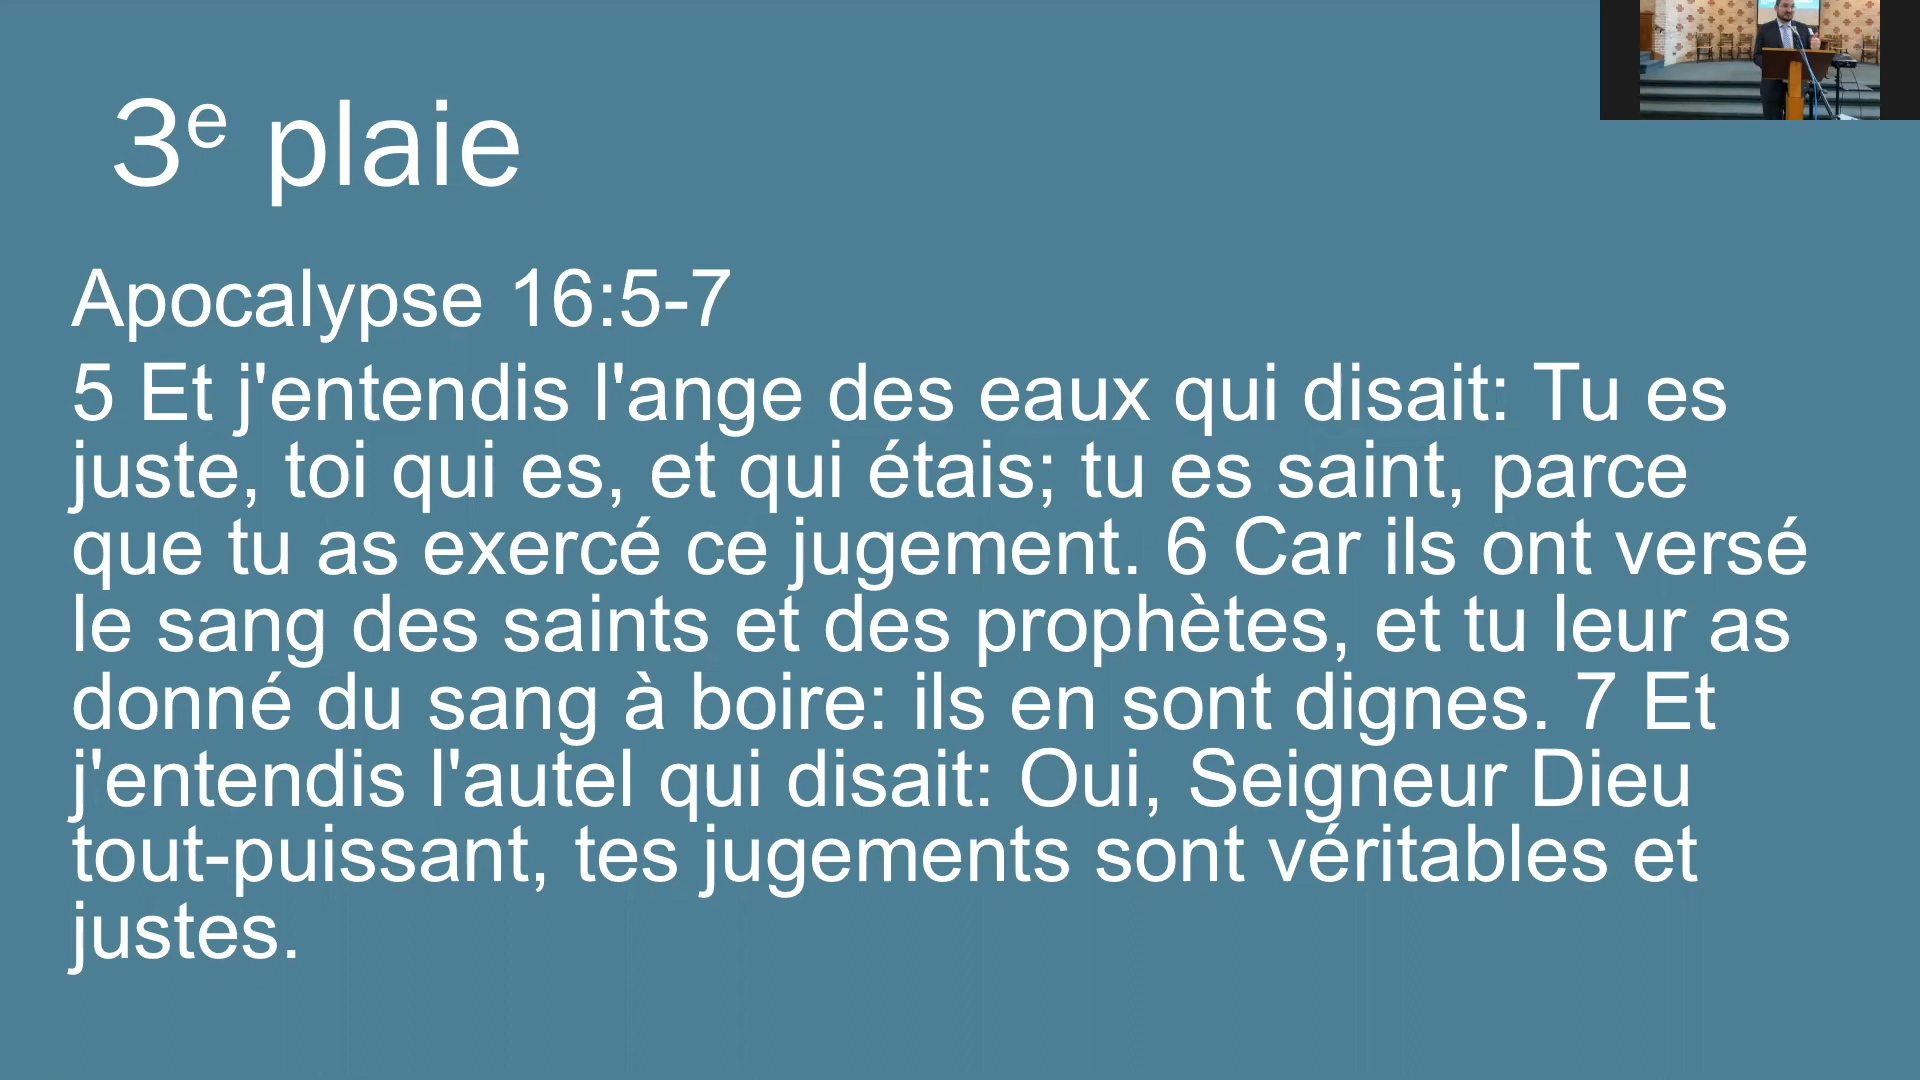 3e plaie
Apocalypse 16:5-7
5 Et j'entendis l'ange des eaux qui disait: Tu es
juste, toi qui es, et qui étais; tu es saint, parce
que tu as exercé ce jugement. 6 Car ils ont versé
le sang des saints et des prophètes, et tu leur as
donné du sang à boire: ils en sont dignes. 7 Et
j'entendis l'autel qui disait: Oui, Seigneur Dieu
tout-puissant, tes jugements sont véritables et
justes.